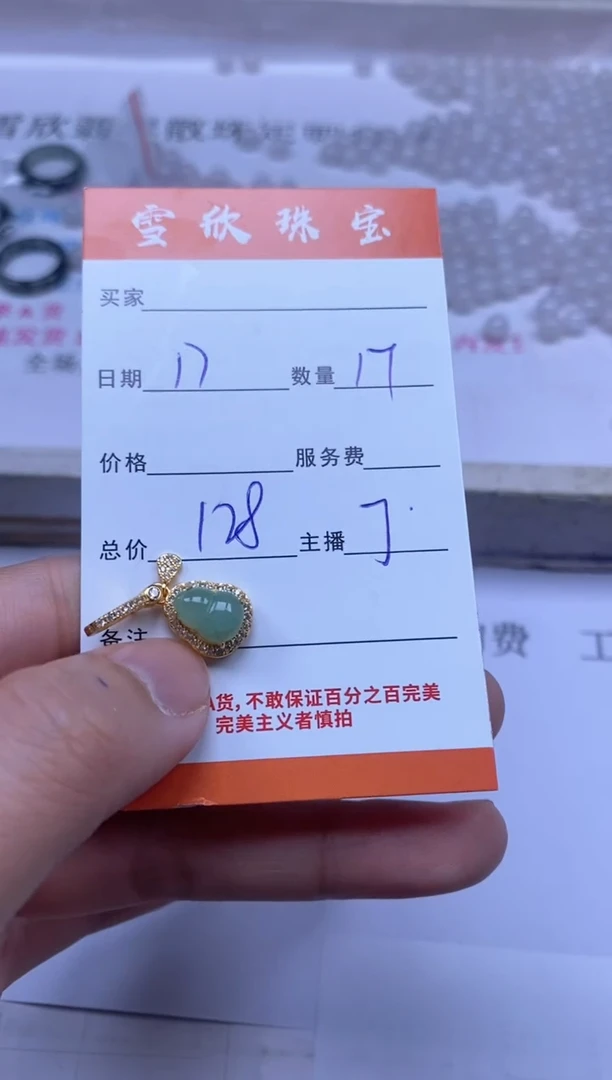 雪欣珠宝
买家
日期 17 数量 17
价格 服务费
总价 128 主播 丁
备注
A货,不敢保证百分之百完美
完美主义者慎拍